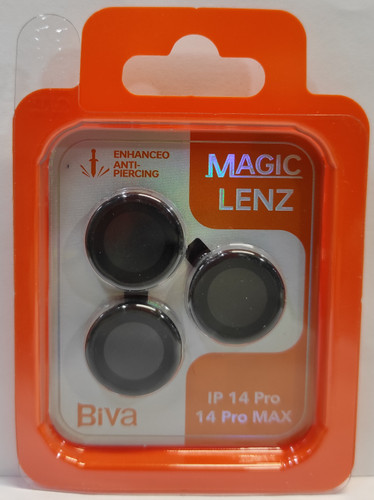 ENHANCEO
ANTI-
PIERCING
MAGIC
LENZ
IP 14 Pro
14 Pro MAX
BiVa